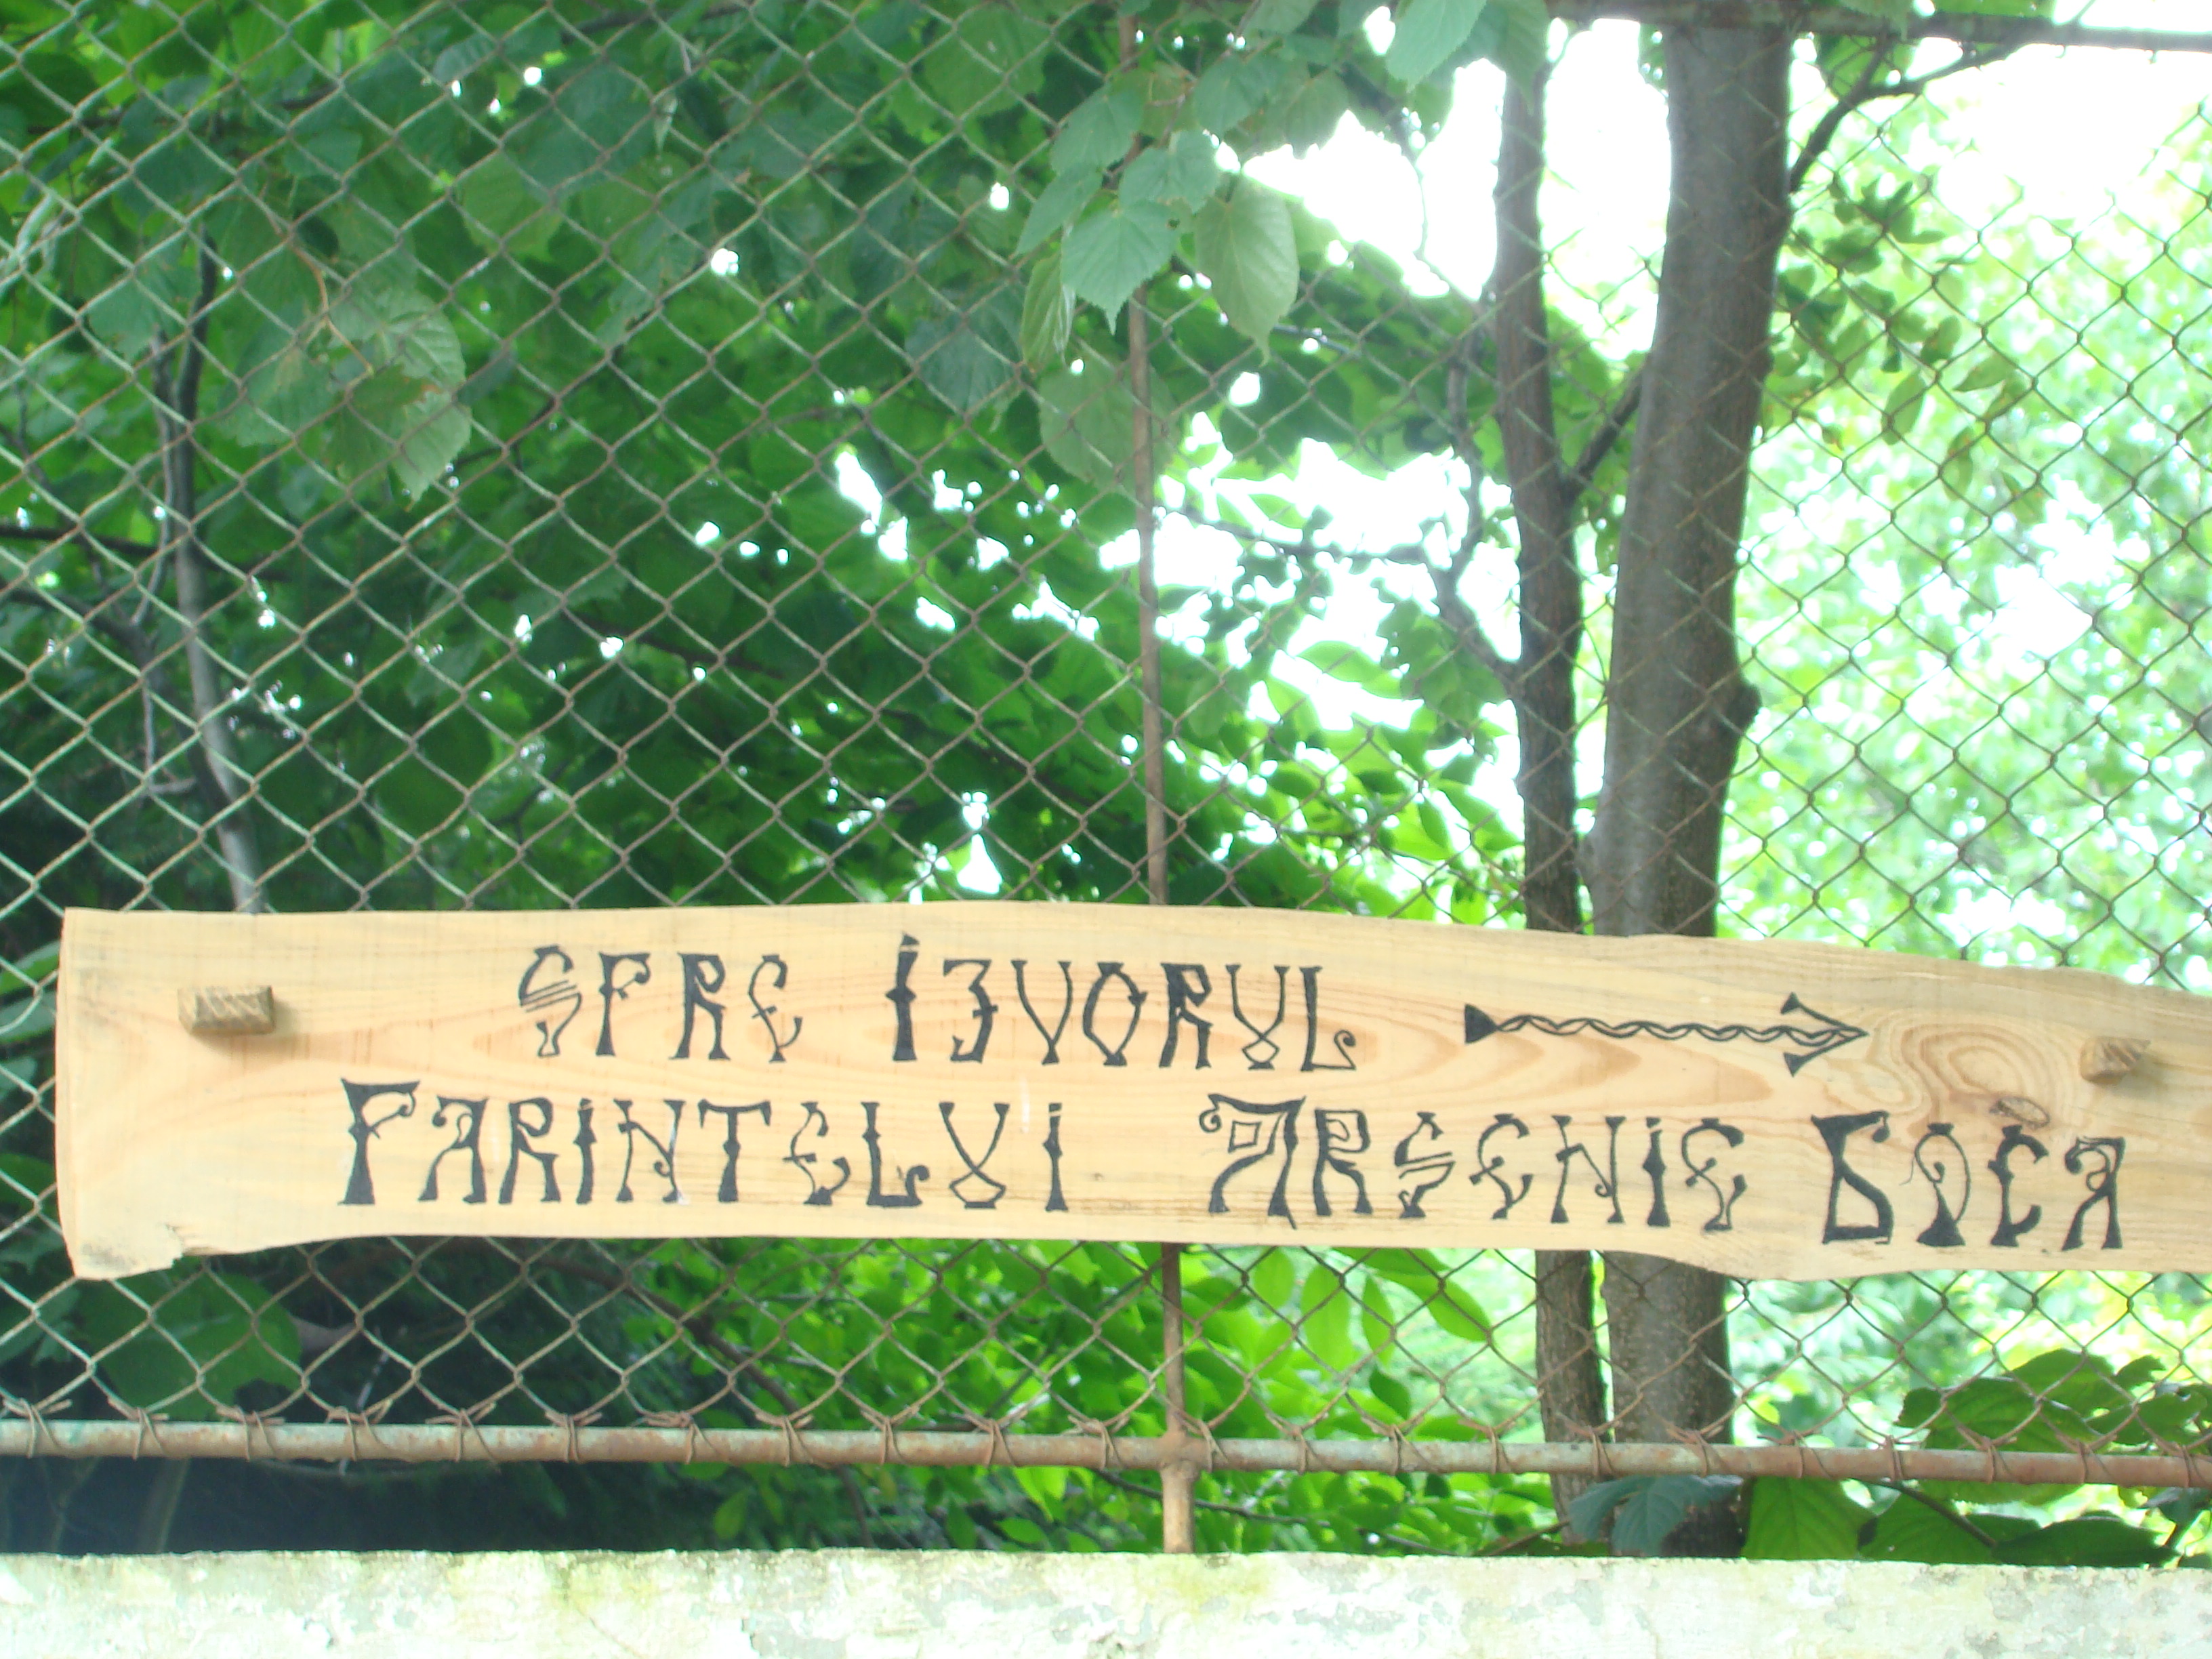 SPRE IZVORUL
PARINTELUI ARSENIE BOCA